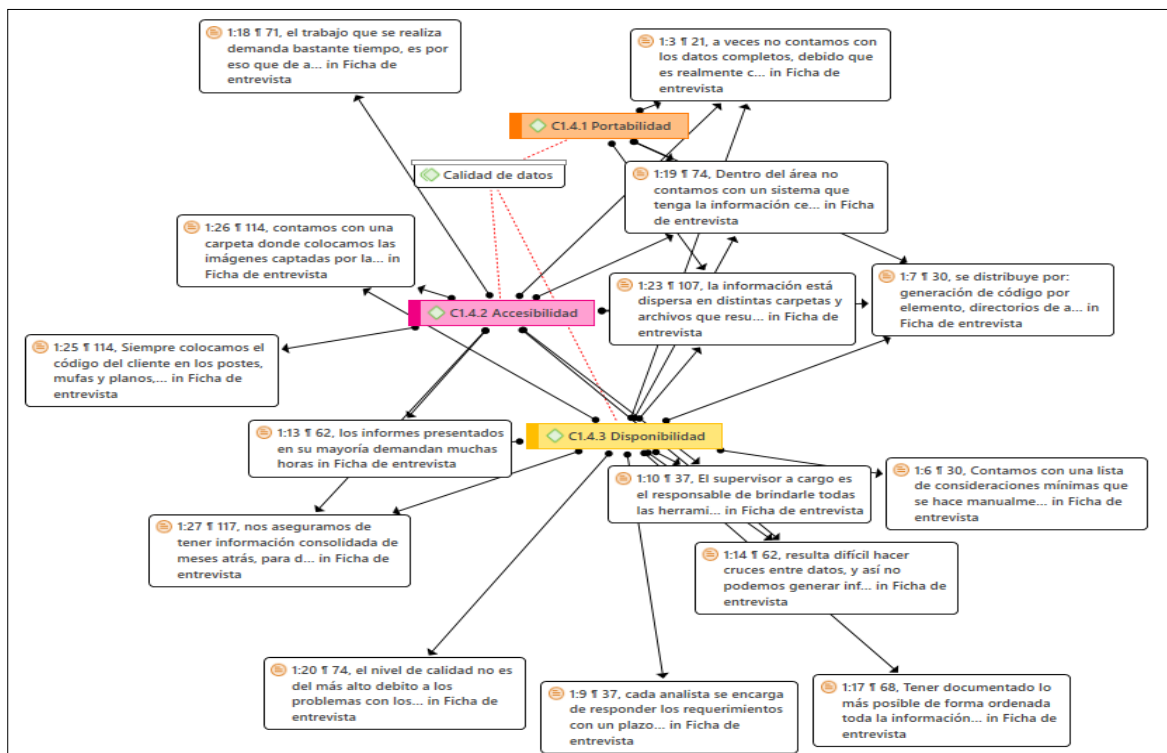 1:18 ¶ 71, el trabajo que se realiza
demanda bastante tiempo, es por
eso que de a... in Ficha de
entrevista
1:3 ¶ 21, a veces no contamos con
los datos completos, debido que
es realmente c... in Ficha de
entrevista
C1.4.1 Portabilidad
Calidad de datos
1:19 ¶ 74, Dentro del área no
contamos con un sistema que
tenga la información ce... in Ficha
de entrevista
1:26 ¶ 114, contamos con una
carpeta donde colocamos las
imágenes captadas por la... in
Ficha de entrevista
1:23 ¶ 107, la información está
dispersa en distintas carpetas y
archivos que resu... in Ficha de
entrevista
1:7 ¶ 30, se distribuye por:
generación de código por
elemento, directorios de a... in
Ficha de entrevista
C1.4.2 Accesibilidad
1:25 ¶ 114, Siempre colocamos el
código del cliente en los postes,
mufas y planos,... in Ficha de
entrevista
1:13 ¶ 62, los informes presentados
en su mayoría demandan muchas
horas in Ficha de entrevista
C1.4.3 Disponibilidad
1:10 ¶ 37, El supervisor a cargo es
el responsable de brindarle todas
las herrami... in Ficha de entrevista
1:6 ¶ 30, Contamos con una lista
de consideraciones mínimas que
se hace manualme... in Ficha de
entrevista
1:27 ¶ 117, nos aseguramos de
tener información consolidada de
meses atrás, para d... in Ficha de
entrevista
1:14 ¶ 62, resulta difícil hacer
cruces entre datos, y así no
podemos generar inf... in Ficha de
entrevista
1:20 ¶ 74, el nivel de calidad no es
del más alto debito a los
problemas con los... in Ficha de
entrevista
1:9 ¶ 37, cada analista se encarga
de responder los requerimientos
con un plazo... in Ficha de
entrevista
1:17 ¶ 68, Tener documentado lo
más posible de forma ordenada
toda la información... in Ficha de
entrevista